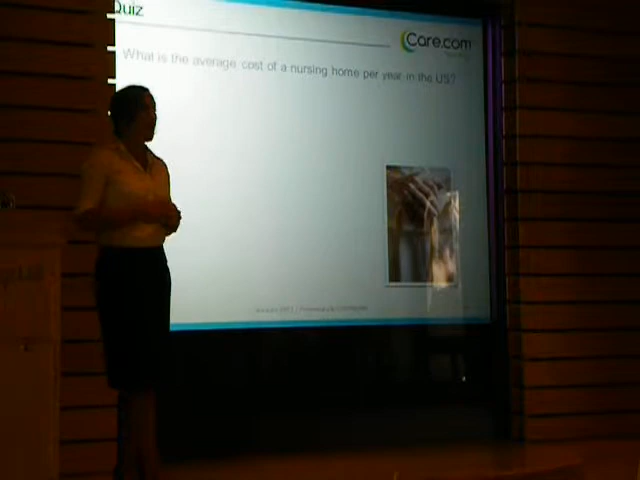 Quiz
Care.com
What is the average cost of a nursing home per year in the US?